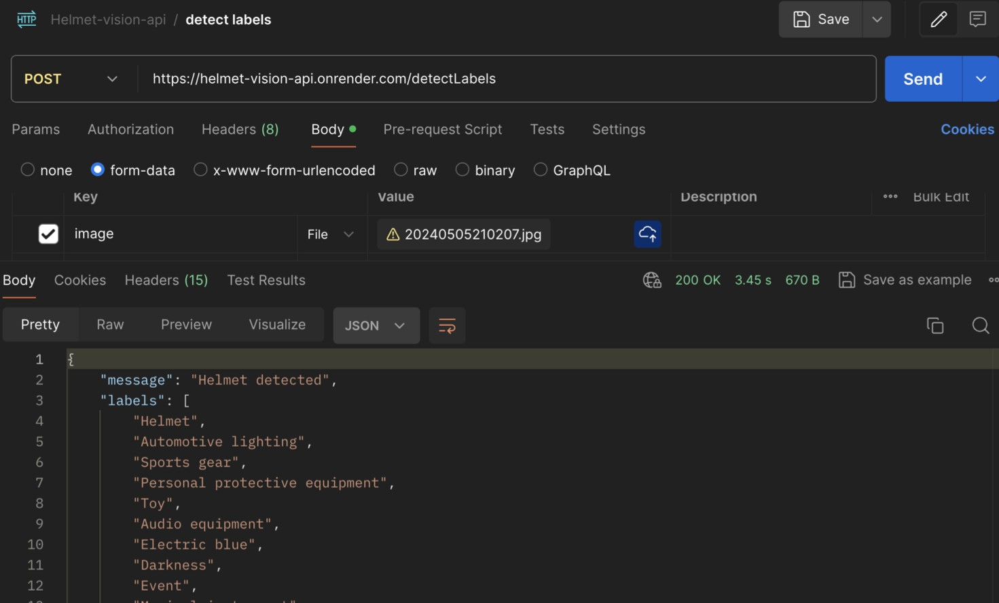 HTTP Helmet-vision-api / detect labels Save
POST https://helmet-vision-api.onrender.com/detectLabels Send
Params Authorization Headers (8) Body Pre-request Script Tests Settings Cookies
none form-data x-www-form-urlencoded raw binary GraphQL
Key Value Description Bulk Edit
image File 20240505210207.jpg
Body Cookies Headers (15) Test Results 200 OK 3.45 s 670 B Save as example
Pretty Raw Preview Visualize JSON
1 {
2 "message": "Helmet detected",
3 "labels": [
4 "Helmet",
5 "Automotive lighting",
6 "Sports gear",
7 "Personal protective equipment",
8 "Toy",
9 "Audio equipment",
10 "Electric blue",
11 "Darkness",
12 "Event",